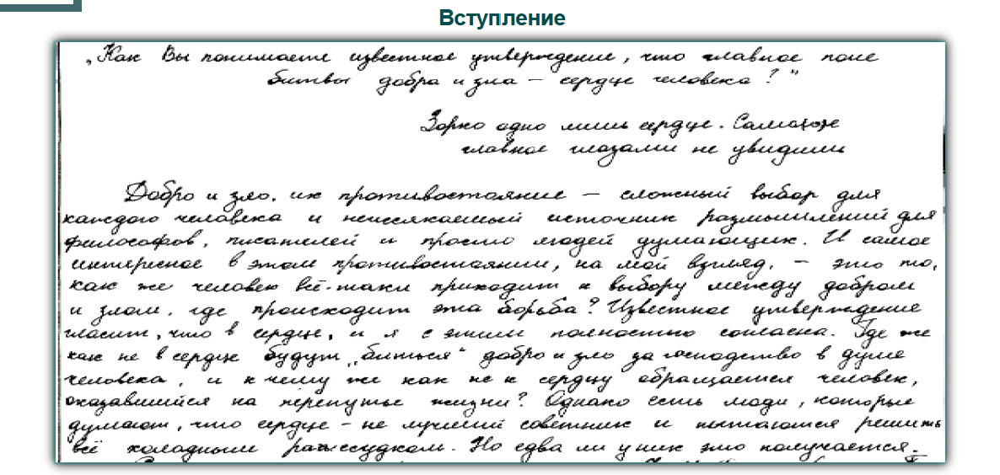 Вступление
„Как Вы понимаете известное утверждение, что главное поле
битвы добра и зла — сердце человека?"
Зорко одно лишь сердце. Самое
главное глазами не увидишь
Добро и зло, их противостояние — сложный выбор для
каждого человека и неиссякаемый источник размышлений для
философов, писателей и просто людей думающих. И самое
интересное в этом противостоянии, на мой взгляд, – это то,
как же человек всё-таки приходит к выбору между добром
и злом, где происходит эта борьба? Известное утверждение
гласит, что в сердце, и я с этим полностью согласна. Где же
как не в сердце будут „биться" добро и зло за господство в душе
человека, и к чему же как не к сердцу обращается человек,
оказавшийся на перепутье жизни? Однако есть люди, которые
думают, что сердце – не лучший советник и пытаются решить
всё холодным рассудком. Но едва ли у них это получается.